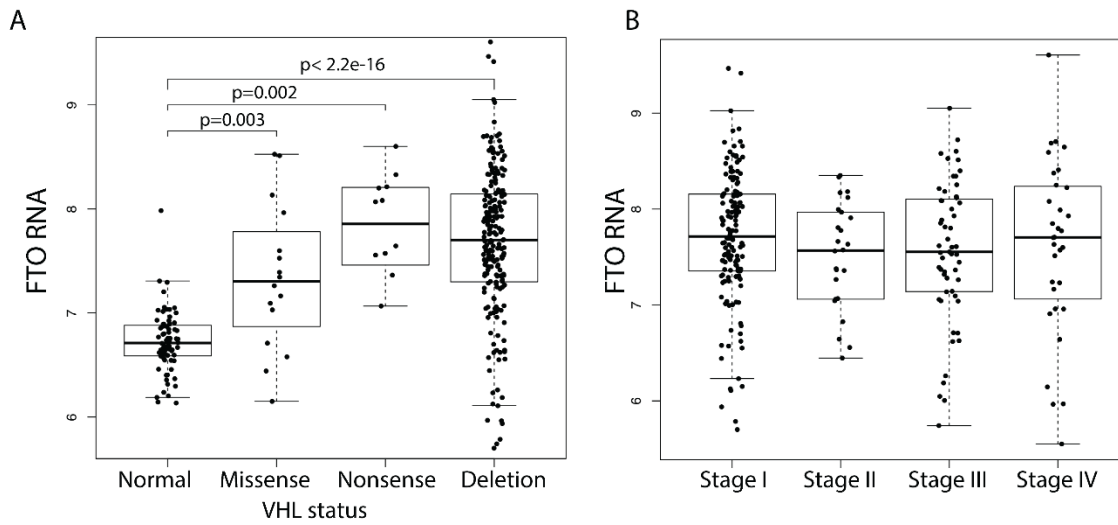 A
FTO RNA
9
8
7
6
p< 2.2e-16
p=0.002
p=0.003
Normal Missense Nonsense Deletion
VHL status
B
FTO RNA
9
8
7
6
Stage I Stage II Stage III Stage IV